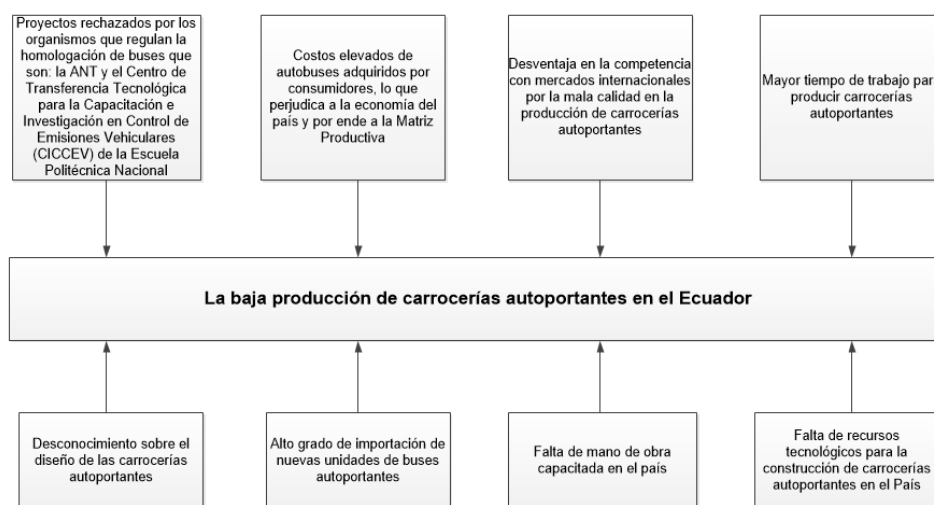 Proyectos rechazados por los
organismos que regulan la
homologación de buses que
son: la ANT y el Centro de
Transferencia Tecnológica
para la Capacitación e
Investigación en Control de
Emisiones Vehiculares
(CICCEV) de la Escuela
Politécnica Nacional
Costos elevados de
autobuses adquiridos por
consumidores, lo que
perjudica a la economía del
país y por ende a la Matriz
Productiva
Desventaja en la competencia
con mercados internacionales
por la mala calidad en la
producción de carrocerías
autoportantes
Mayor tiempo de trabajo par
producir carrocerías
autoportantes
La baja producción de carrocerías autoportantes en el Ecuador
Desconocimiento sobre el
diseño de las carrocerías
autoportantes
Alto grado de importación de
nuevas unidades de buses
autoportantes
Falta de mano de obra
capacitada en el país
Falta de recursos
tecnológicos para la
construcción de carrocerías
autoportantes en el País